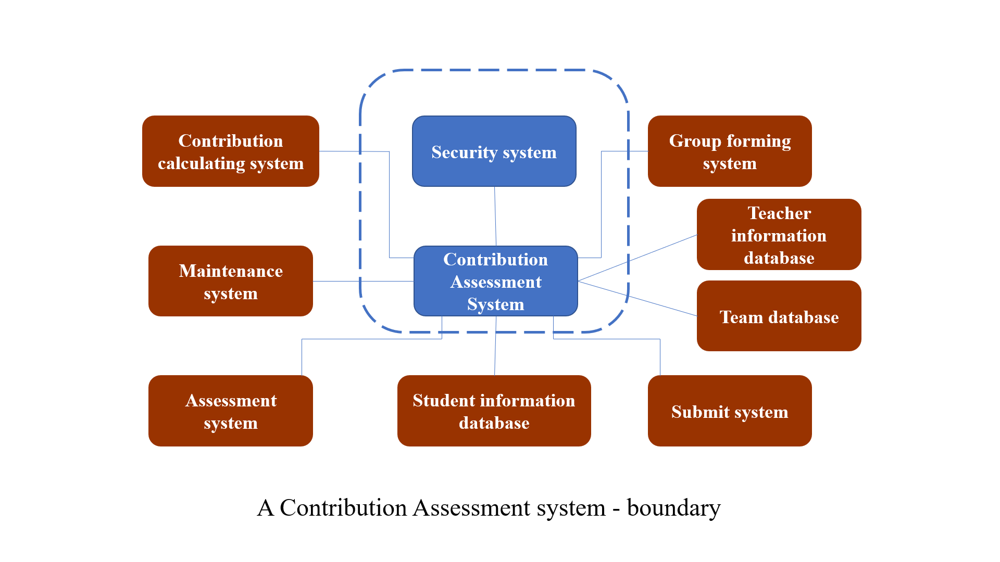 Contribution
calculating system
Security system
Group forming
system
Teacher
information
database
Maintenance
system
Contribution
Assessment
System
Team database
Assessment
system
Student information
database
Submit system
A Contribution Assessment system - boundary